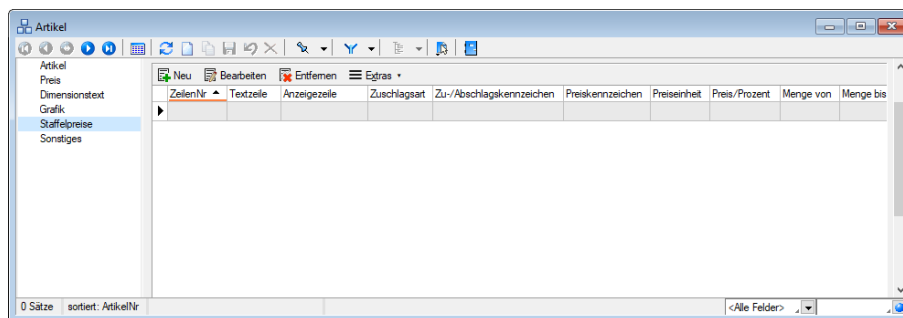 Artikel
Artikel
Preis
Dimensionstext
Grafik
Staffelpreise
Sonstiges
Neu Bearbeiten Entfernen Extras
ZeilenNr Textzeile Anzeigezeile Zuschlagsart Zu-/Abschlagskennzeichen Preiskennzeichen Preiseinheit Preis/Prozent Menge von Menge bis
0 Sätze sortiert: ArtikelNr <Alle Felder>